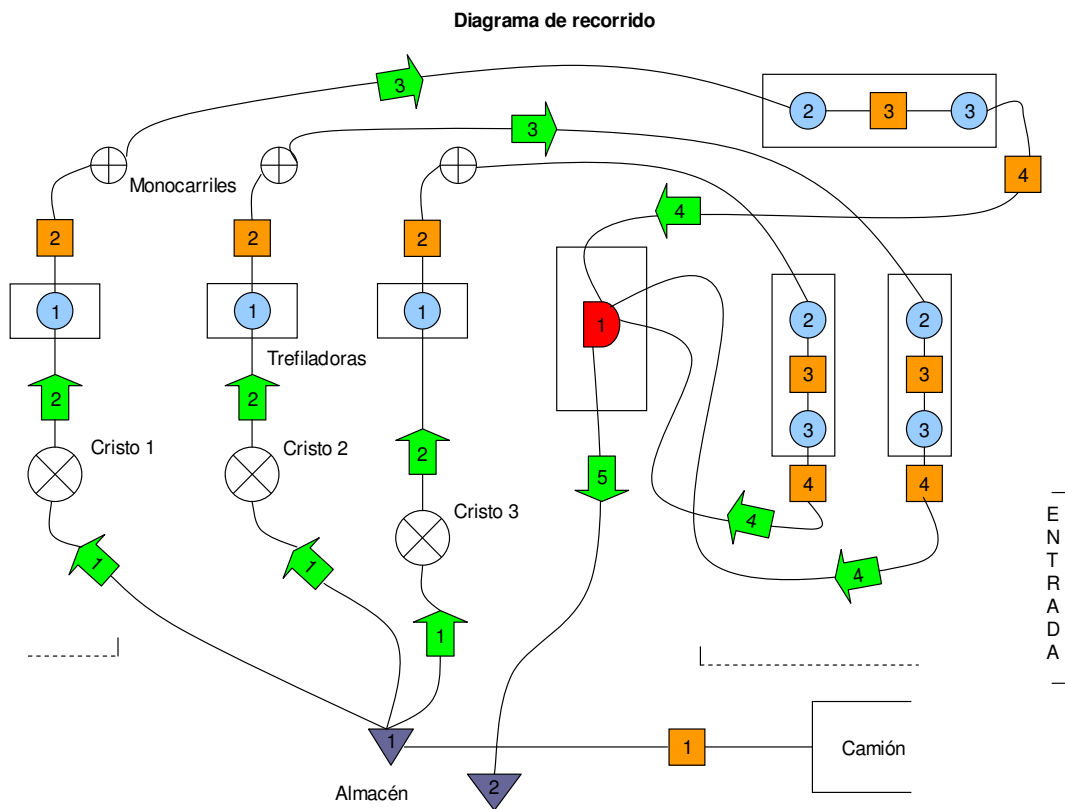 Diagrama de recorrido
3
2 3 3
3
4
Monocarriles
4
2 2 2
1 1 1
1
2 2
Trefiladoras
3 3
2 2
2
3 3
Cristo 1
Cristo 2
5
4 4
Cristo 3
4
1
1
4
1
ENTRADA
1
1
Camión
Almacén
2